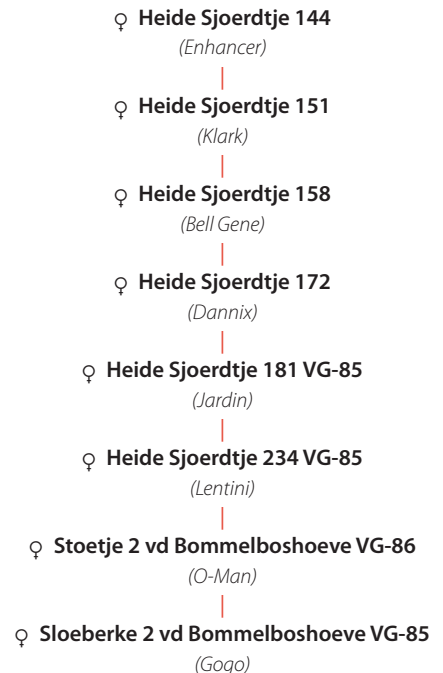 ♀ Heide Sjoerdtje 144
(Enhancer)
♀ Heide Sjoerdtje 151
(Klark)
♀ Heide Sjoerdtje 158
(Bell Gene)
♀ Heide Sjoerdtje 172
(Dannix)
♀ Heide Sjoerdtje 181 VG-85
(Jardin)
♀ Heide Sjoerdtje 234 VG-85
(Lentini)
♀ Stoetje 2 vd Bommelboshoeve VG-86
(O-Man)
♀ Sloeberke 2 vd Bommelboshoeve VG-85
(Gogo)